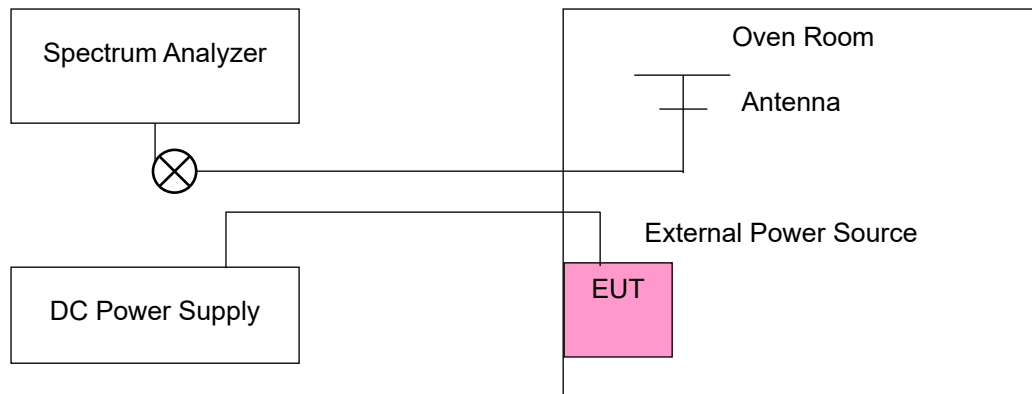 Spectrum Analyzer
Oven Room
Antenna
External Power Source
DC Power Supply
EUT